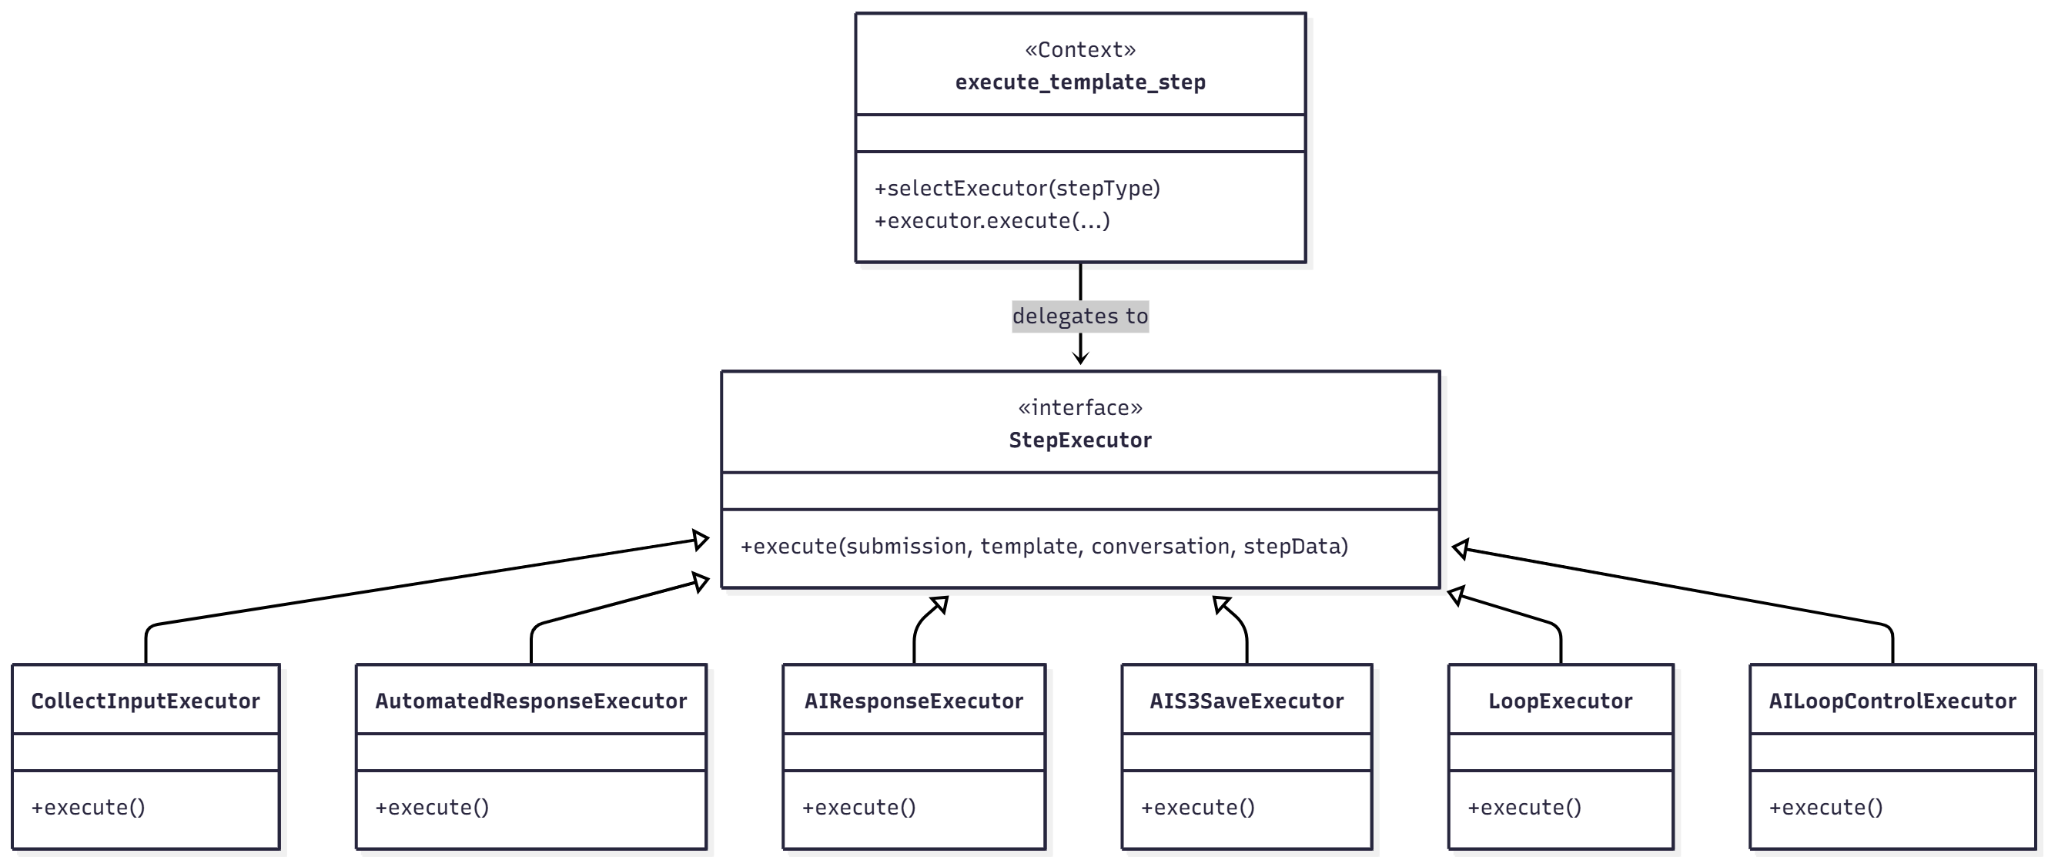 «Context»
execute_template_step
+selectExecutor(stepType)
+executor.execute(...)
delegates to
«interface»
StepExecutor
+execute(submission, template, conversation, stepData)
CollectInputExecutor
+execute()
AutomatedResponseExecutor
+execute()
AIResponseExecutor
+execute()
AIS3SaveExecutor
+execute()
LoopExecutor
+execute()
AILoopControlExecutor
+execute()